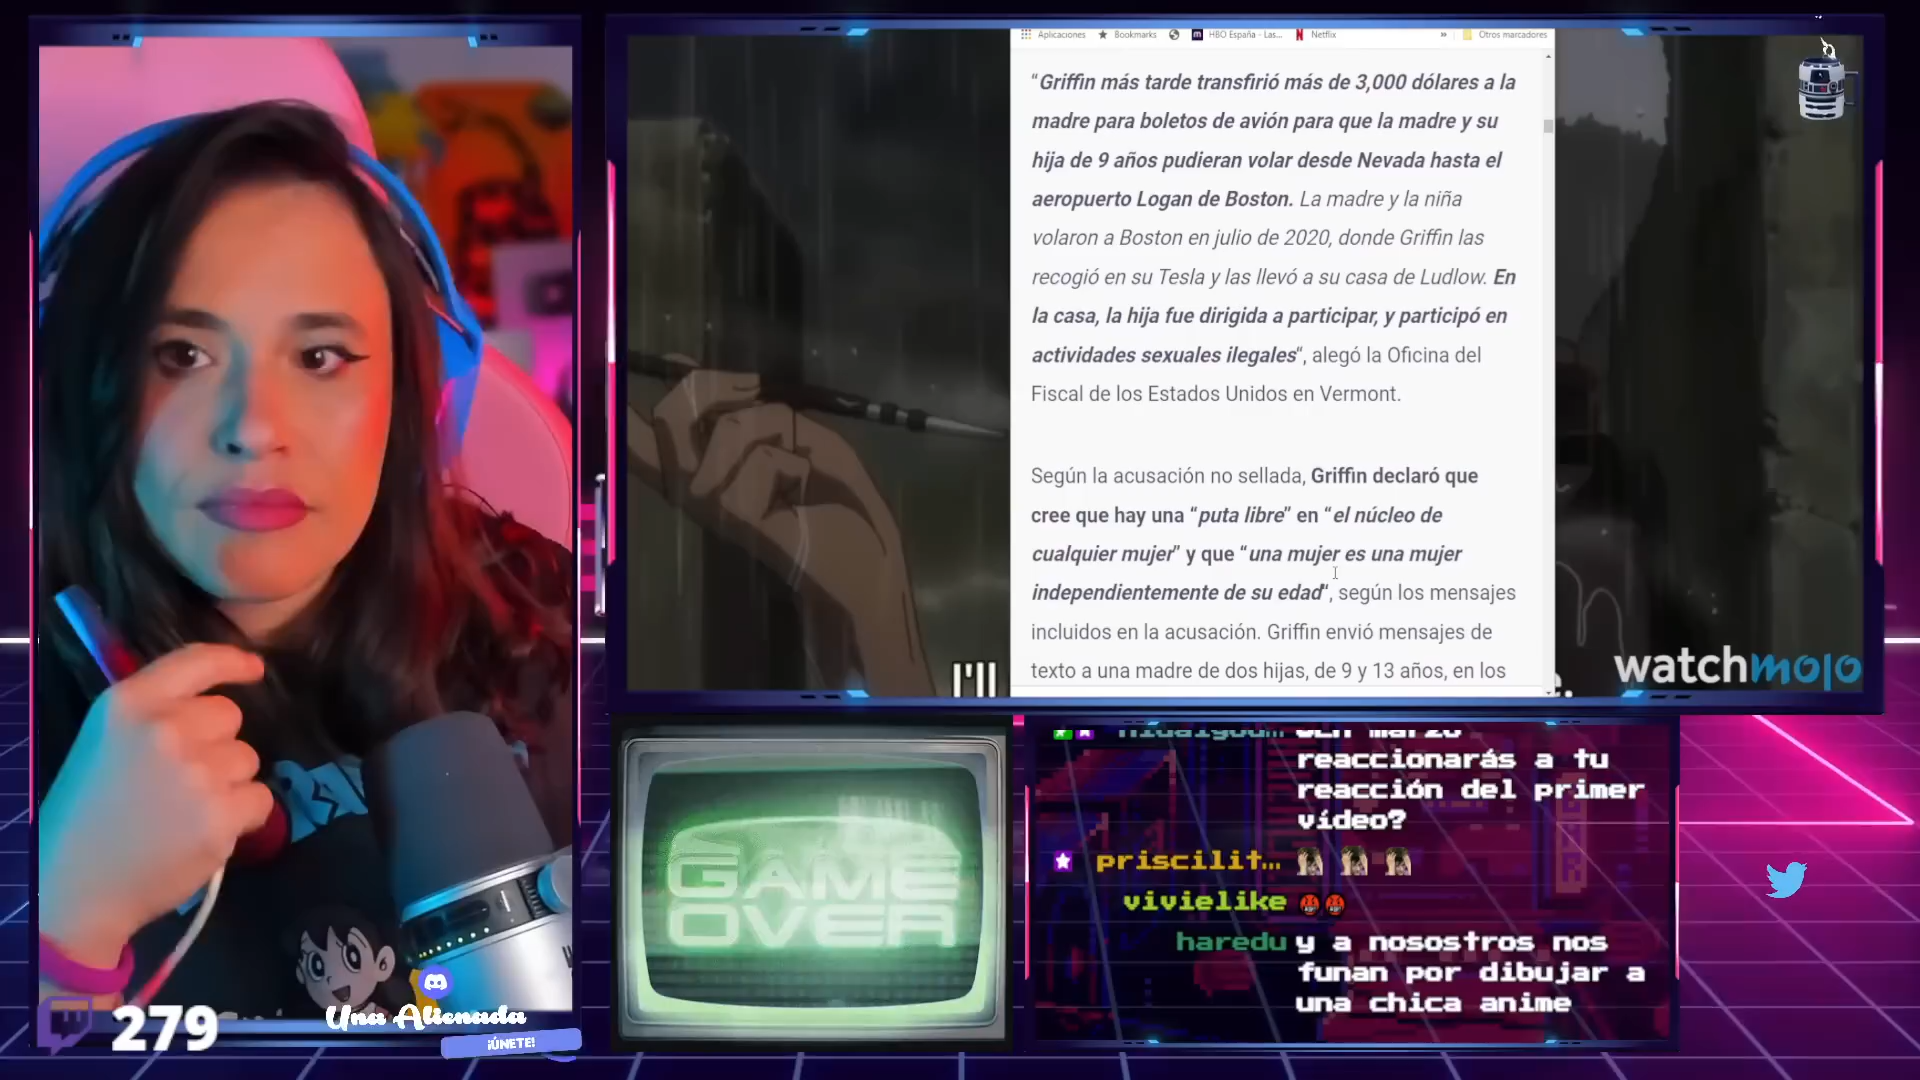 Aplicaciones Bookmarks HBO España - Las... Netflix » Otros marcadores
“Griffin más tarde transfirió más de 3,000 dólares a la
madre para boletos de avión para que la madre y su
hija de 9 años pudieran volar desde Nevada hasta el
aeropuerto Logan de Boston. La madre y la niña
volaron a Boston en julio de 2020, donde Griffin las
recogió en su Tesla y las llevó a su casa de Ludlow. En
la casa, la hija fue dirigida a participar, y participó en
actividades sexuales ilegales“, alegó la Oficina del
Fiscal de los Estados Unidos en Vermont.
Según la acusación no sellada, Griffin declaró que
cree que hay una “puta libre” en “el núcleo de
cualquier mujer” y que “una mujer es una mujer
independientemente de su edad“, según los mensajes
incluidos en la acusación. Griffin envió mensajes de
texto a una madre de dos hijas, de 9 y 13 años, en los
I'll
e.
watchmojo
GAME
OVER
reaccionarás a tu
reacción del primer
vídeo?
priscilit...
vivielike
haredu y a nosostros nos
funan por dibujar a
una chica anime
279
Una Alienada
¡ÚNETE!